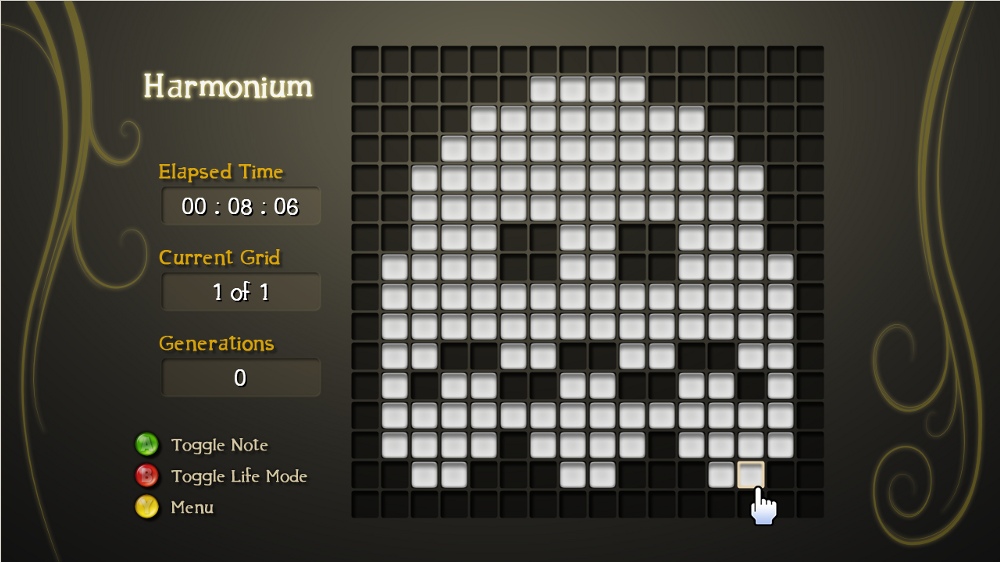 Harmonium
Elapsed Time
00 : 08 : 06
Current Grid
1 of 1
Generations
0
A Toggle Note
B Toggle Life Mode
Y Menu